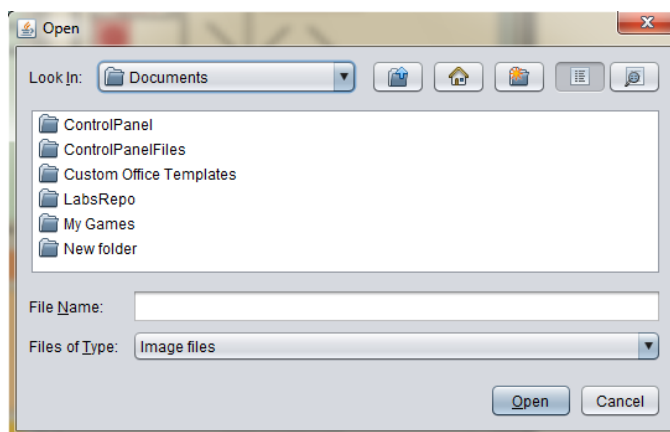 Open
Look In: Documents
ControlPanel
ControlPanelFiles
Custom Office Templates
LabsRepo
My Games
New folder
File Name:
Files of Type: Image files
Open Cancel